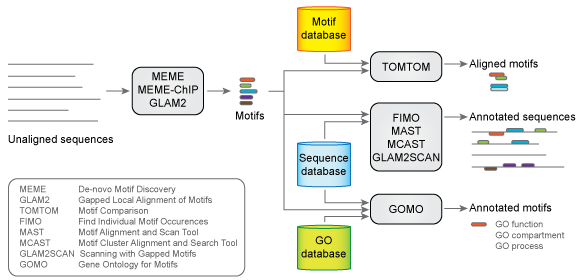 Motif
database
MEME
MEME-ChIP
GLAM2
TOMTOM
Aligned motifs
Unaligned sequences
Motifs
FIMO
MAST
MCAST
GLAM2SCAN
Annotated sequences
Sequence
database
GOMO
Annotated motifs
GO function
GO compartment
GO process
GO
database
MEME De-novo Motif Discovery
GLAM2 Gapped Local Alignment of Motifs
TOMTOM Motif Comparison
FIMO Find Individual Motif Occurences
MAST Motif Alignment and Scan Tool
MCAST Motif Cluster Alignment and Search Tool
GLAM2SCAN Scanning with Gapped Motifs
GOMO Gene Ontology for Motifs